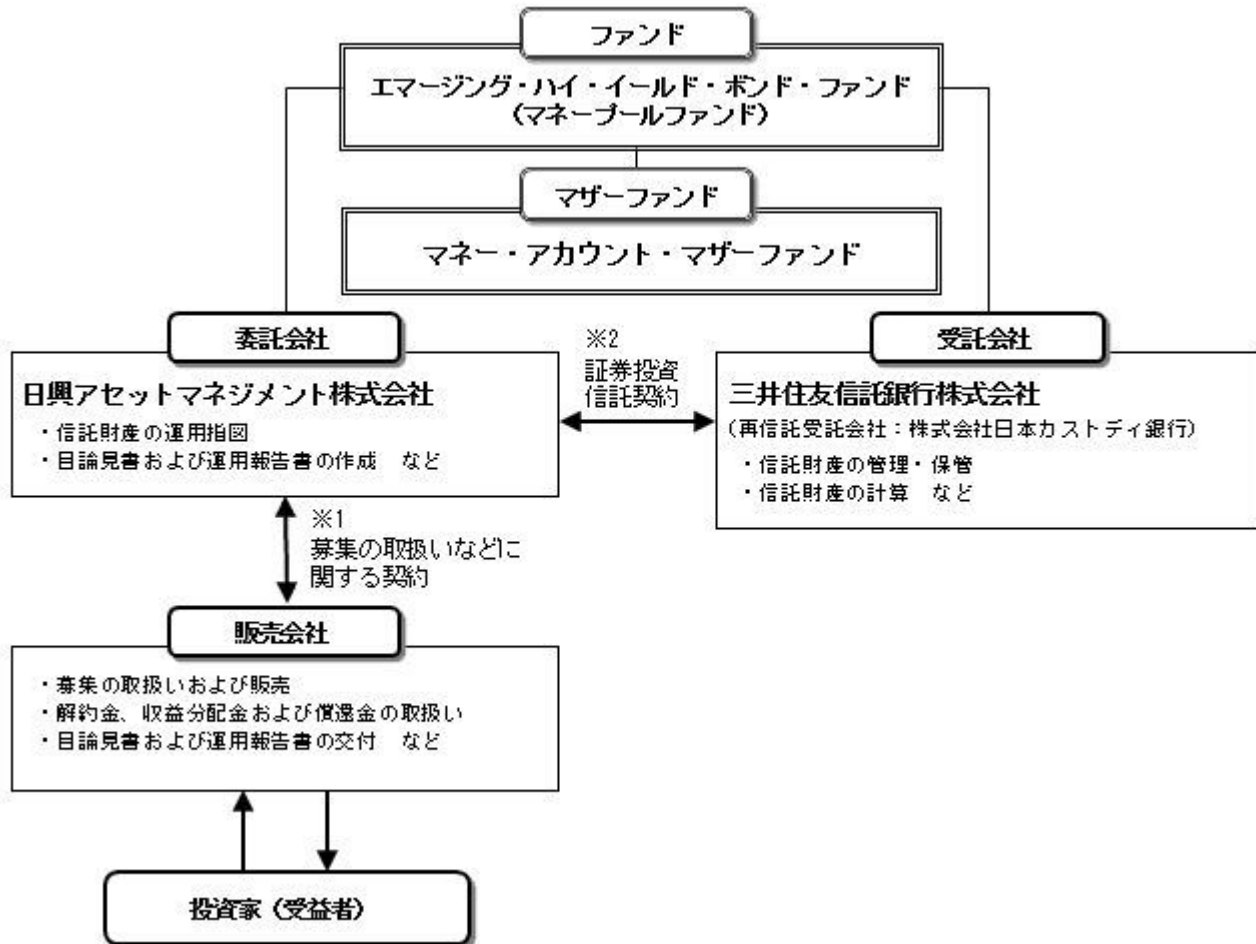 ファンド
エマージング・ハイ・イールド・ボンド・ファンド
(マネープールファンド)
マザーファンド
マネー・アカウント・マザーファンド
委託会社
日興アセットマネジメント株式会社
・信託財産の運用指図
・目論見書および運用報告書の作成　など
※2
証券投資
信託契約
受託会社
三井住友信託銀行株式会社
(再信託受託会社：株式会社日本カストディ銀行)
・信託財産の管理・保管
・信託財産の計算　など
※1
募集の取扱いなどに
関する契約
販売会社
・募集の取扱いおよび販売
・解約金、収益分配金および償還金の取扱い
・目論見書および運用報告書の交付　など
投資家（受益者）